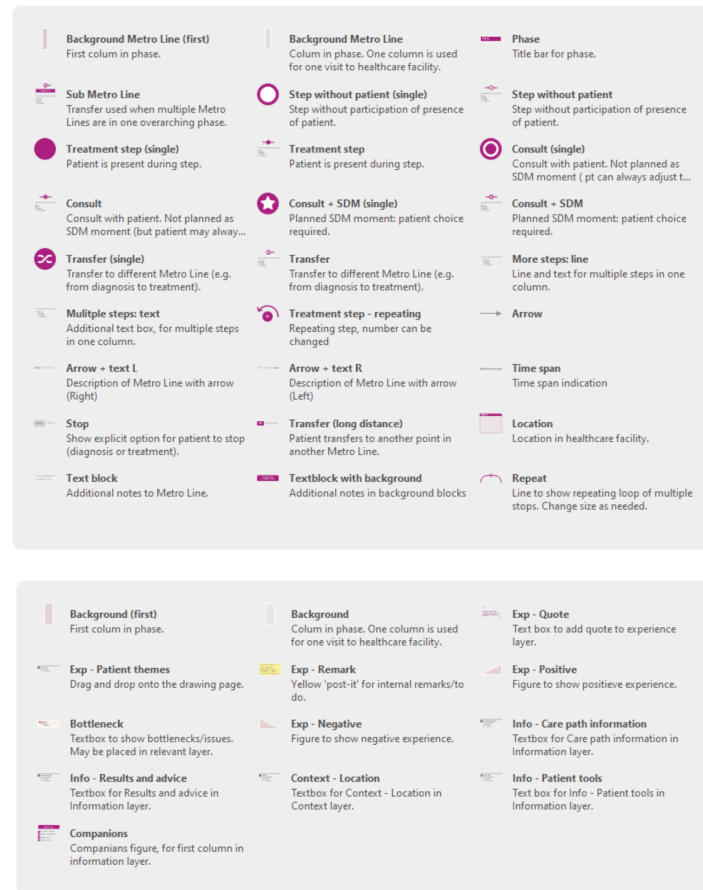 Background Metro Line (first)
First colum in phase.
Background Metro Line
Colum in phase. One column is used
for one visit to healthcare facility.
Phase
Title bar for phase.
Sub Metro Line
Transfer used when multiple Metro
Lines are in one overarching phase.
Step without patient (single)
Step without participation of presence
of patient.
Step without patient
Step without participation of presence
of patient.
Treatment step (single)
Patient is present during step.
Treatment step
Patient is present during step.
Consult (single)
Consult with patient. Not planned as
SDM moment ( pt can always adjust t...
Consult
Consult with patient. Not planned as
SDM moment (but patient may alway...
Consult + SDM (single)
Planned SDM moment: patient choice
required.
Consult + SDM
Planned SDM moment: patient choice
required.
Transfer (single)
Transfer to different Metro Line (e.g.
from diagnosis to treatment).
Transfer
Transfer to different Metro Line (e.g.
from diagnosis to treatment).
More steps: line
Line and text for multiple steps in one
column.
Mulitple steps: text
Additional text box, for multiple steps
in one column.
Treatment step - repeating
Repeating step, number can be
changed
Arrow
Arrow + text L
Description of Metro Line with arrow
(Right)
Arrow + text R
Description of Metro Line with arrow
(Left)
Time span
Time span indication
Stop
Show explicit option for patient to stop
(diagnosis or treatment).
Transfer (long distance)
Patient transfers to another point in
another Metro Line.
Location
Location in healthcare facility.
Text block
Additional notes to Metro Line.
Textblock with background
Additional notes in background blocks
Repeat
Line to show repeating loop of multiple
stops. Change size as needed.
Background (first)
First colum in phase.
Background
Colum in phase. One column is used
for one visit to healthcare facility.
Exp - Quote
Text box to add quote to experience
layer.
Exp - Patient themes
Drag and drop onto the drawing page.
Exp - Remark
Yellow 'post-it' for internal remarks/to
do.
Exp - Positive
Figure to show positieve experience.
Bottleneck
Textbox to show bottlenecks/issues.
May be placed in relevant layer.
Exp - Negative
Figure to show negative experience.
Info - Care path information
Textbox for Care path information in
Information layer.
Info - Results and advice
Textbox for Results and advice in
Information layer.
Context - Location
Textbox for Context - Location in
Context layer.
Info - Patient tools
Text box for Info - Patient tools in
Information layer.
Companions
Companians figure, for first column in
information layer.